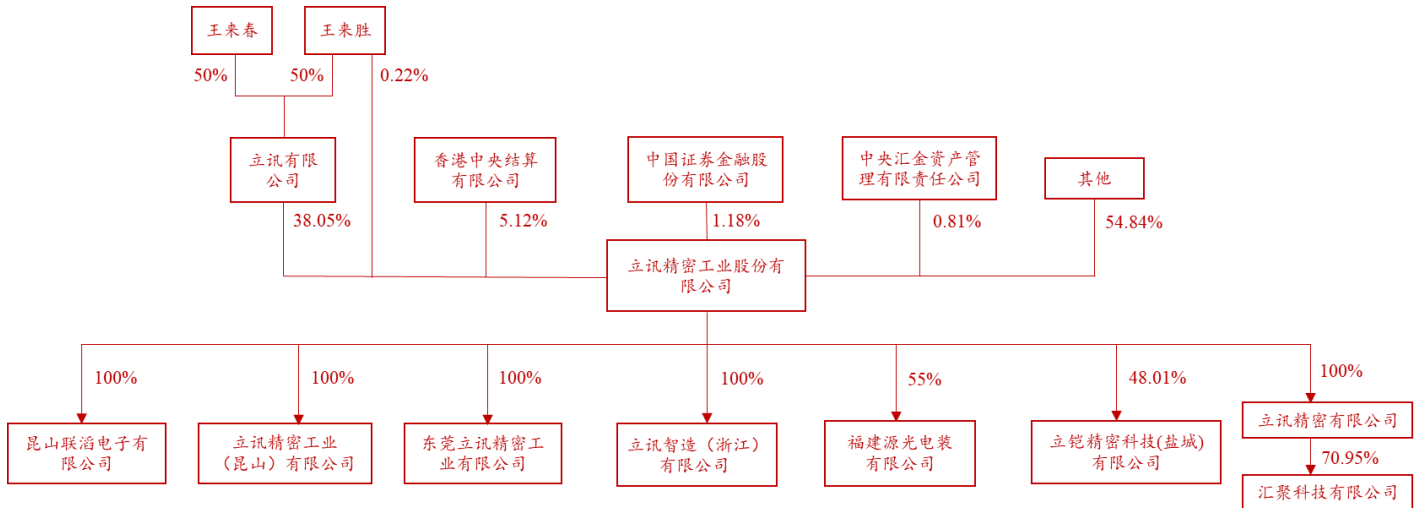 王来春
王来胜
50%
50%
0.22%
立讯有限
公司
香港中央结算
有限公司
中国证券金融股
份有限公司
中央汇金资产管
理有限责任公司
其他
38.05%
5.12%
1.18%
0.81%
54.84%
立讯精密工业股份有
限公司
100%
100%
100%
100%
55%
48.01%
100%
昆山联滔电子有
限公司
立讯精密工业
（昆山）有限公司
东莞立讯精密工
业有限公司
立讯智造（浙江）
有限公司
福建源光电装
有限公司
立铠精密科技(盐城)
有限公司
立讯精密有限公司
70.95%
汇聚科技有限公司